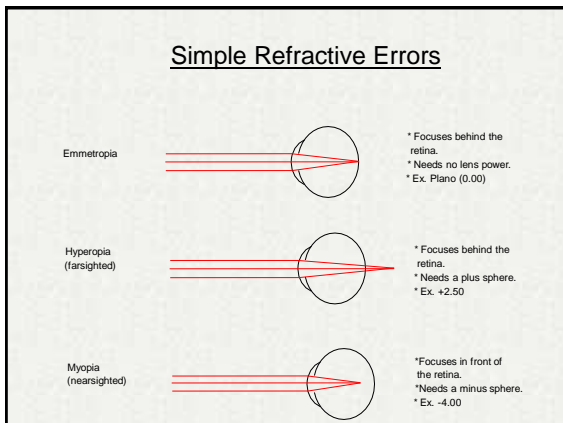 Simple Refractive Errors
Emmetropia
* Focuses behind the
retina.
* Needs no lens power.
* Ex. Plano (0.00)
Hyperopia
(farsighted)
* Focuses behind the
retina.
*Needs a plus sphere.
* Ex. +2.50
Myopia
(nearsighted)
*Focuses in front of
the retina.
*Needs a minus sphere.
* Ex. -4.00